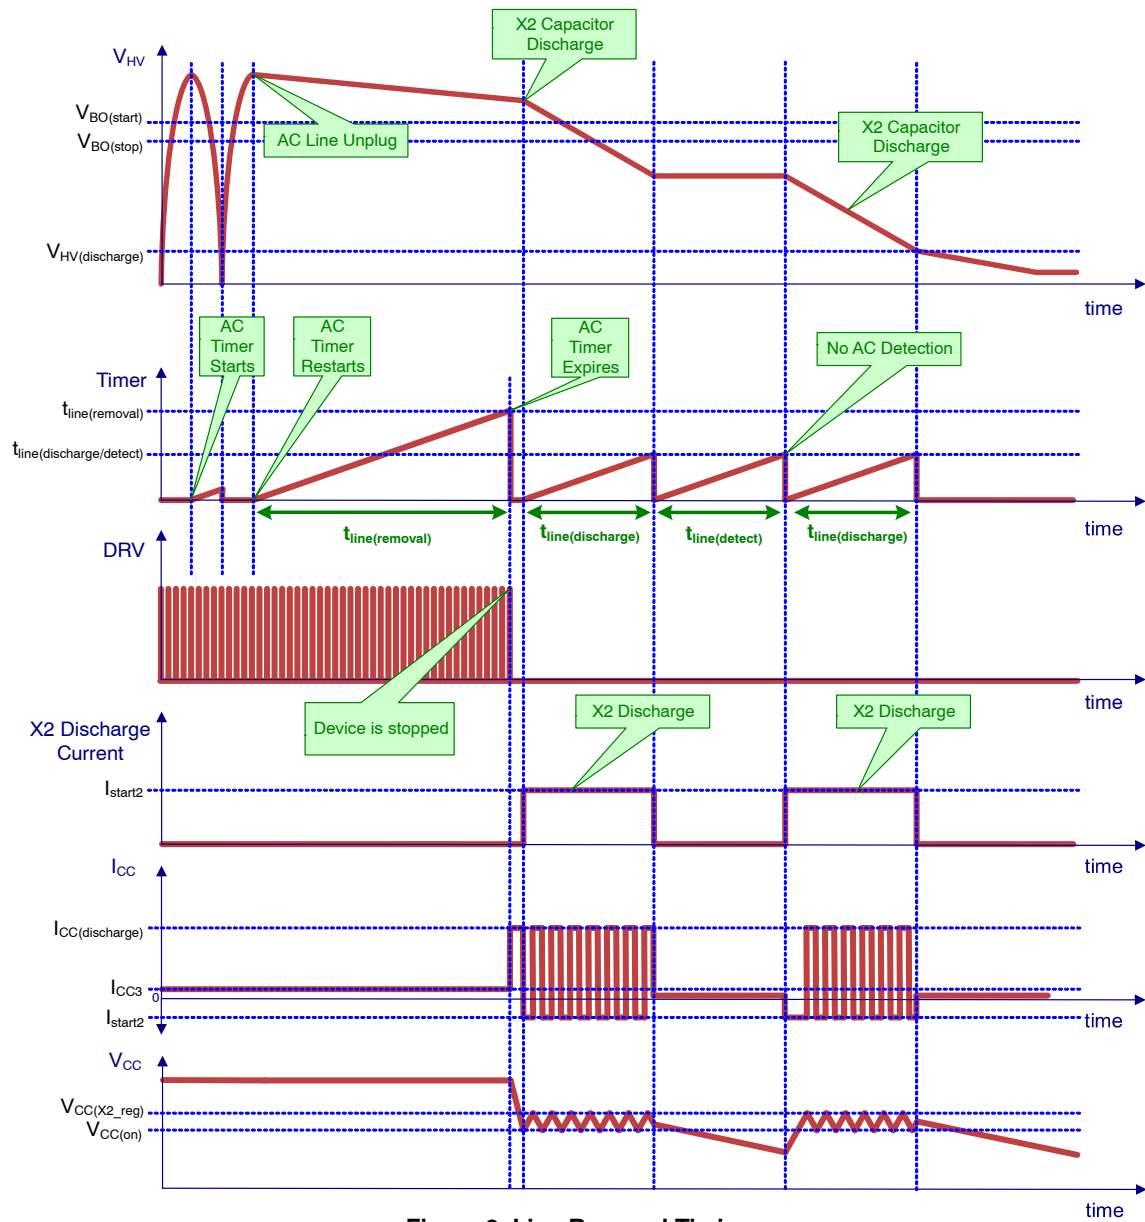 X2 Capacitor
Discharge
VHV
VBO(start)
VBO(stop)
AC Line Unplug
X2 Capacitor
Discharge
VHV(discharge)
time
AC
Timer
Starts
AC
Timer
Restarts
AC
Timer
Expires
No AC Detection
Timer
tline(removal)
tline(discharge/detect)
time
tline(removal)
tline(discharge)
tline(detect)
tline(discharge)
DRV
time
Device is stopped
X2 Discharge
X2 Discharge
X2 Discharge
Current
Istart2
time
ICC
ICC(discharge)
ICC3
0
Istart2
time
VCC
VCC(X2_reg)
VCC(on)
time